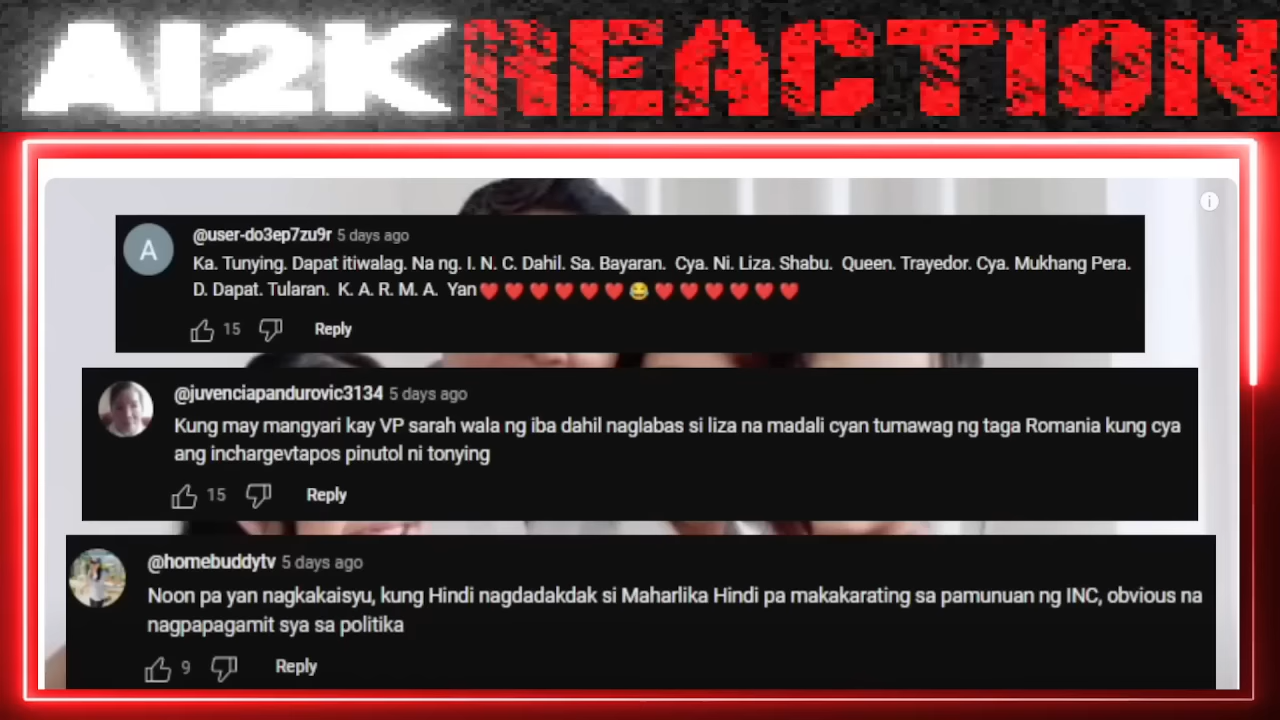 AI2K REACTION
@user-do3ep7zu9r 5 days ago
Ka. Tunying. Dapat itiwalag. Na ng. I. N. C. Dahil. Sa. Bayaran. Cya. Ni. Liza. Shabu. Queen. Trayedor. Cya. Mukhang Pera.
D. Dapat. Tularan. K. A. R. M. A. Yan❤️❤️❤️❤️❤️❤️😂❤️❤️❤️❤️❤️❤️
15 Reply
@juvenciapandurovic3134 5 days ago
Kung may mangyari kay VP sarah wala ng iba dahil naglabas si liza na madali cyan tumawag ng taga Romania kung cya
ang inchargevtapos pinutol ni tonying
15 Reply
@homebuddytv 5 days ago
Noon pa yan nagkakaisyu, kung Hindi nagdadakdak si Maharlika Hindi pa makakarating sa pamunuan ng INC, obvious na
nagpapagamit sya sa politika
9 Reply
A